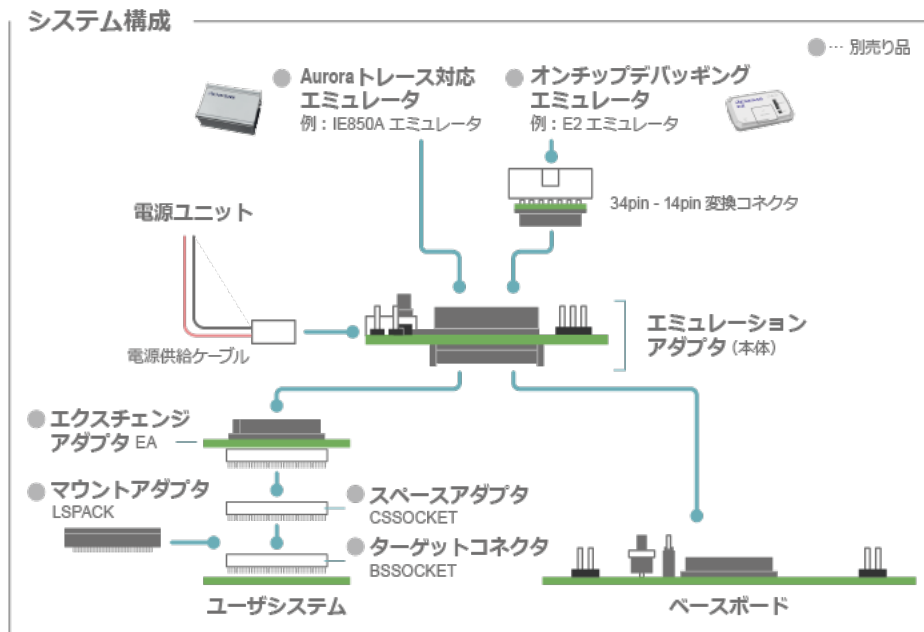 システム構成
… 別売り品
Auroraトレース対応
エミュレータ
例：IE850A エミュレータ
オンチップデバッギング
エミュレータ
例：E2 エミュレータ
34pin - 14pin 変換コネクタ
電源ユニット
電源供給ケーブル
エミュレーション
アダプタ (本体)
エクスチェンジ
アダプタ EA
マウントアダプタ
LSPACK
スペースアダプタ
CSSOCKET
ターゲットコネクタ
BSSOCKET
ユーザシステム
ベースボード